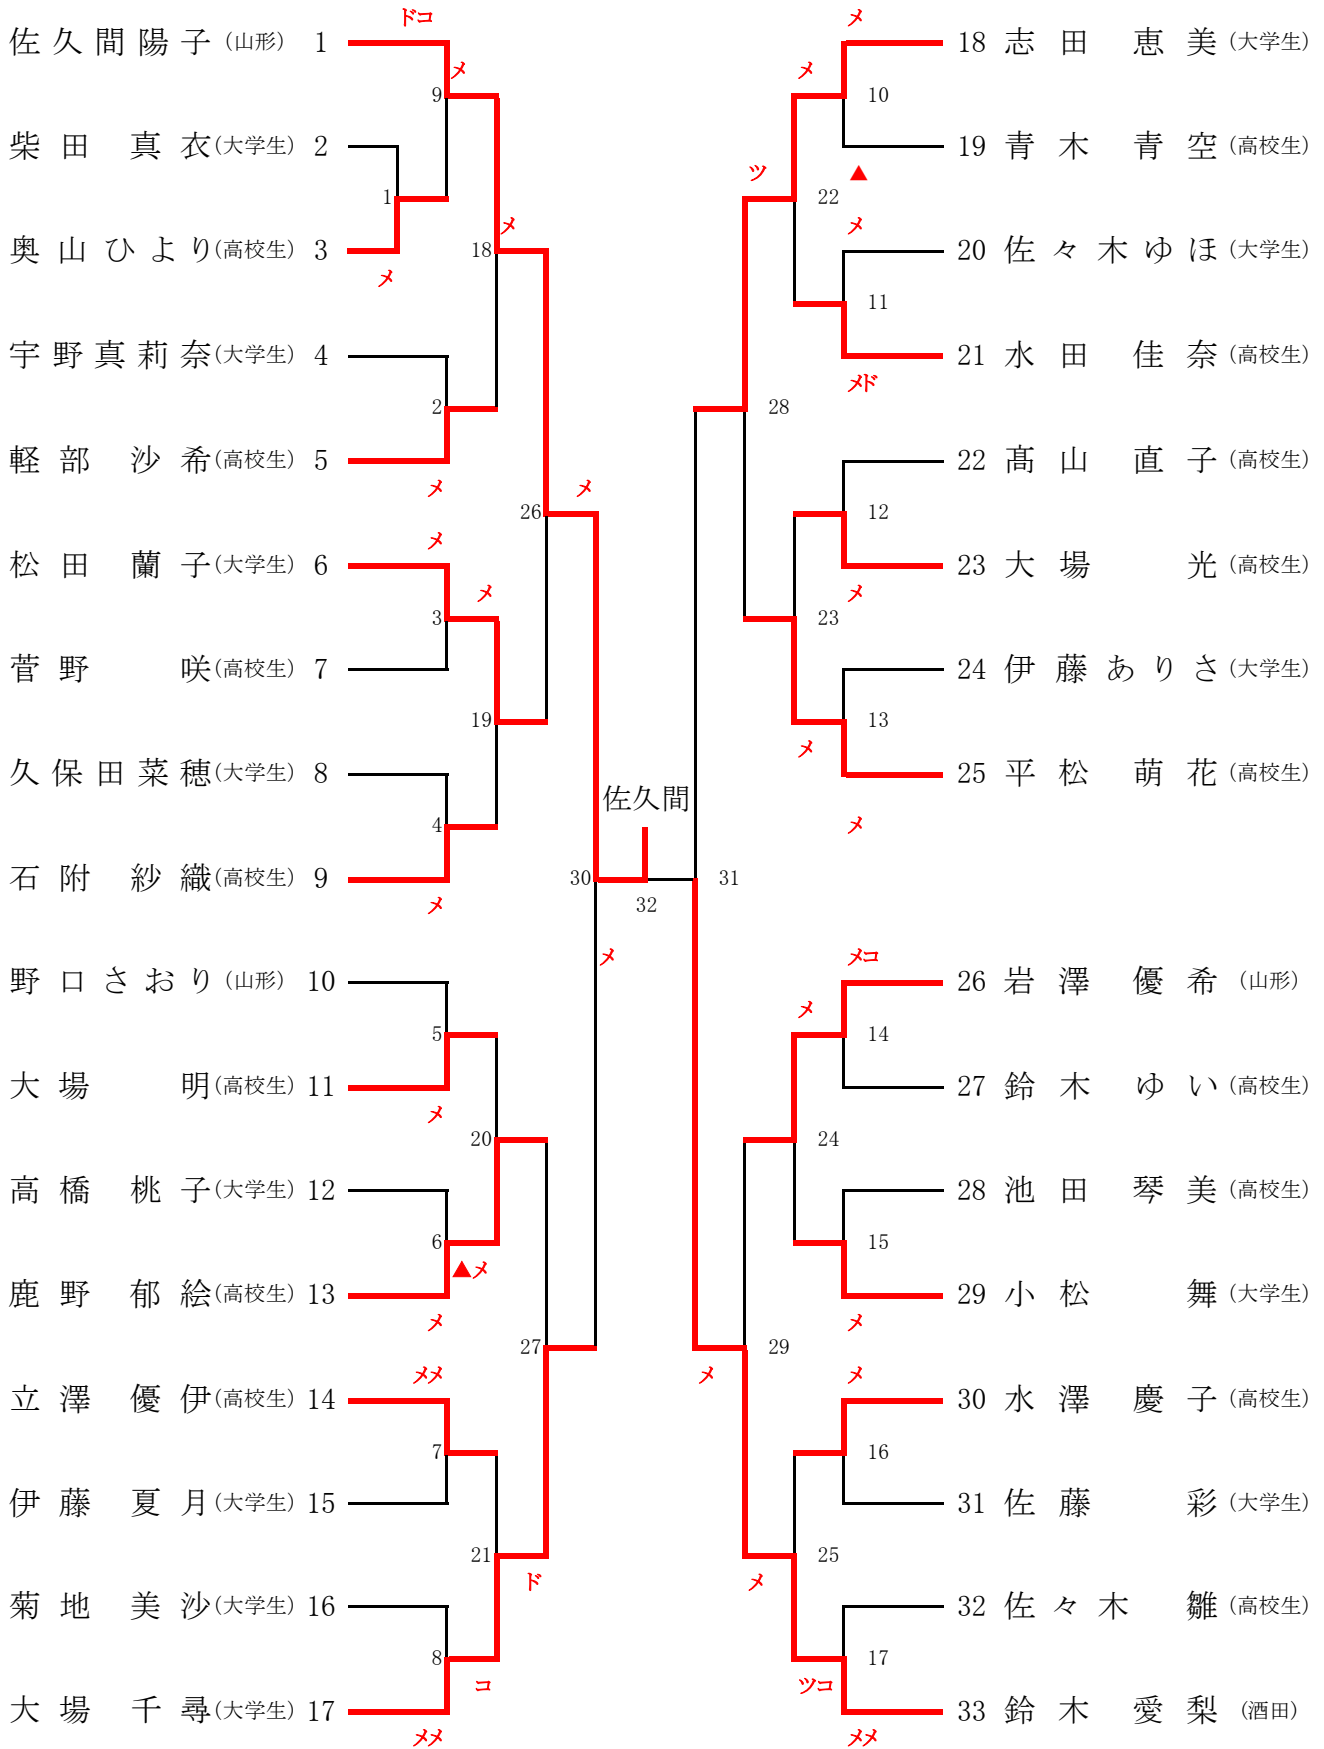 ドコ
佐久間陽子 (山形) 1
メ
9
柴田 真衣 (大学生) 2
1
奥山ひより (高校生) 3
メ
メ
18
宇野真莉奈 (大学生) 4
2
軽部 沙希 (高校生) 5
メ
26
メ
メ
松田 蘭子 (大学生) 6
メ
3
菅野 咲 (高校生) 7
19
久保田菜穂 (大学生) 8
4
石附 紗織 (高校生) 9
メ
30
メ
野口さおり (山形) 10
5
大場 明 (高校生) 11
メ
20
高橋 桃子 (大学生) 12
6
▲メ
鹿野 郁絵 (高校生) 13
メ
27
メメ
立澤 優伊 (高校生) 14
7
伊藤 夏月 (大学生) 15
21
ド
菊地 美沙 (大学生) 16
8
コ
大場 千尋 (大学生) 17
メメ
佐久間
32
31
メ
18 志田 恵美 (大学生)
メ
10
19 青木 青空 (高校生)
▲
ツ
22
メ
20 佐々木ゆほ (大学生)
11
21 水田 佳奈 (高校生)
メド
28
22 髙山 直子 (高校生)
12
23 大場 光 (高校生)
メ
23
24 伊藤ありさ (大学生)
13
メ
25 平松 萌花 (高校生)
メ
メコ
26 岩澤 優希 (山形)
メ
14
27 鈴木 ゆい (高校生)
24
28 池田 琴美 (高校生)
15
29 小松 舞 (大学生)
メ
29
メ
メ
30 水澤 慶子 (高校生)
16
31 佐藤 彩 (大学生)
25
メ
32 佐々木 雛 (高校生)
17
ツコ
33 鈴木 愛梨 (酒田)
メメ